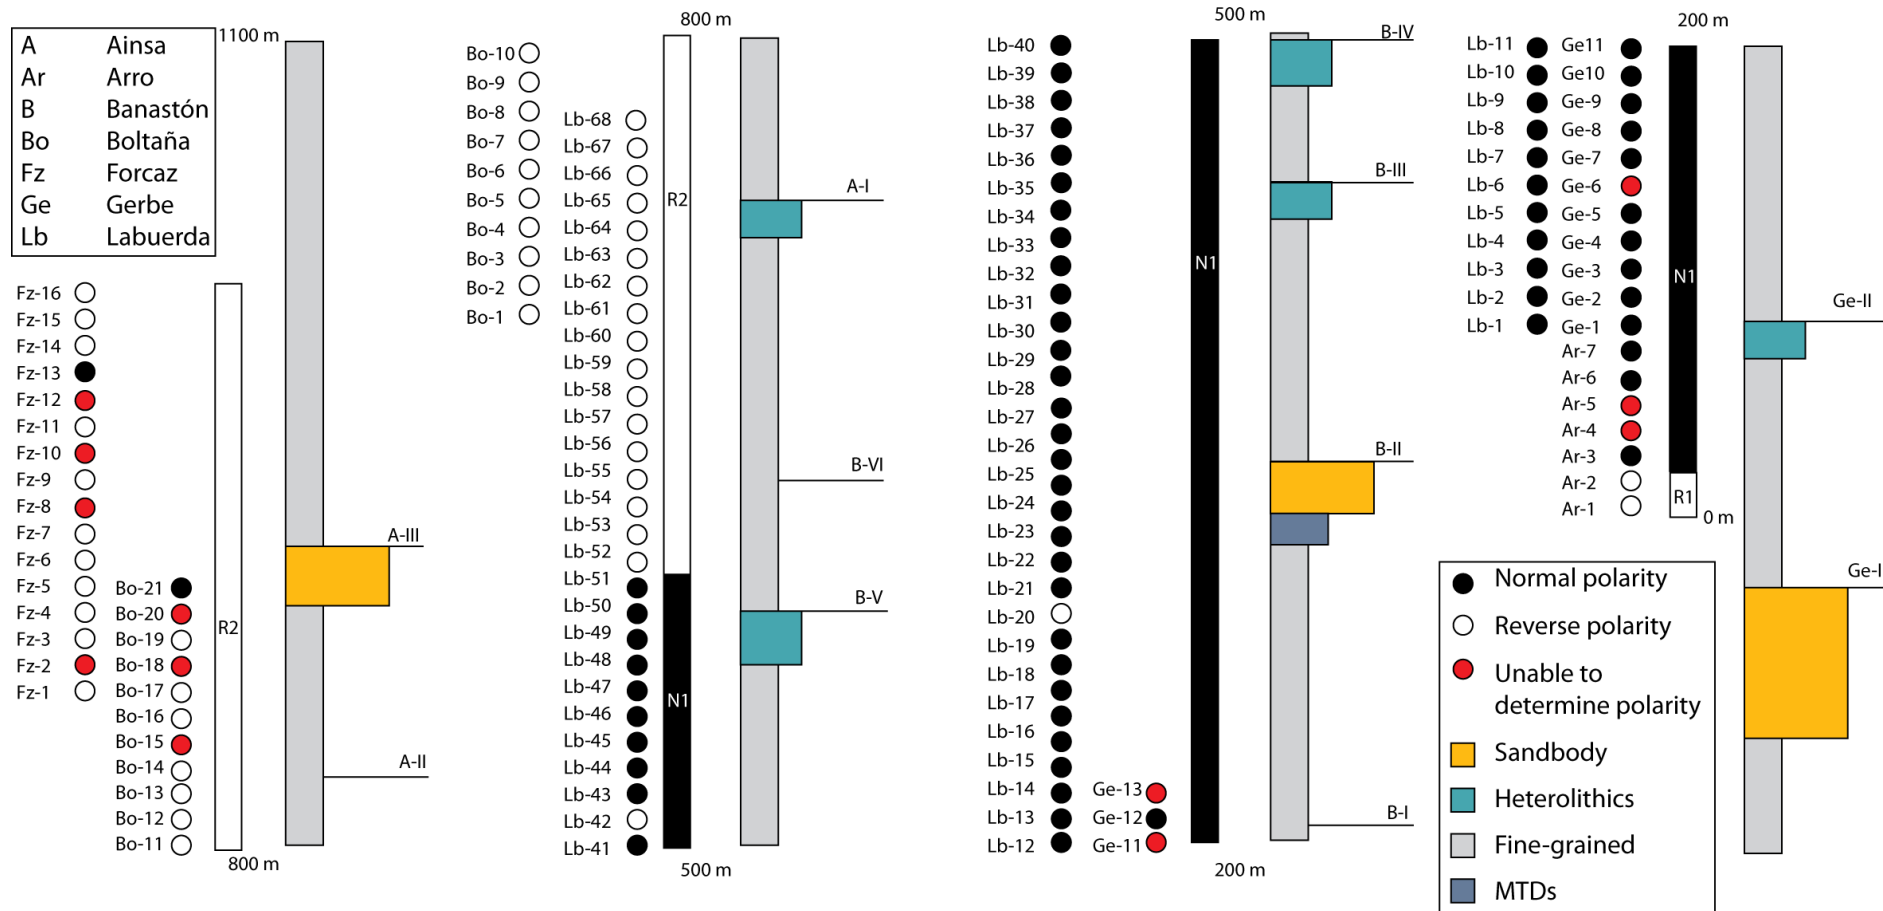 A Ainsa
Ar Arro
B Banastón
Bo Boltaña
Fz Forcaz
Ge Gerbe
Lb Labuerda
1100 m
Fz-16
Fz-15
Fz-14
Fz-13
Fz-12
Fz-11
Fz-10
Fz-9
Fz-8
Fz-7
Fz-6
Fz-5
Fz-4
Fz-3
Fz-2
Fz-1
Bo-21
Bo-20
Bo-19
Bo-18
Bo-17
Bo-16
Bo-15
Bo-14
Bo-13
Bo-12
Bo-11
R2
A-III
A-II
800 m
800 m
Bo-10
Bo-9
Bo-8
Bo-7
Bo-6
Bo-5
Bo-4
Bo-3
Bo-2
Bo-1
Lb-68
Lb-67
Lb-66
Lb-65
Lb-64
Lb-63
Lb-62
Lb-61
Lb-60
Lb-59
Lb-58
Lb-57
Lb-56
Lb-55
Lb-54
Lb-53
Lb-52
Lb-51
Lb-50
Lb-49
Lb-48
Lb-47
Lb-46
Lb-45
Lb-44
Lb-43
Lb-42
Lb-41
R2
N1
A-I
B-VI
B-V
500 m
500 m
Lb-40
Lb-39
Lb-38
Lb-37
Lb-36
Lb-35
Lb-34
Lb-33
Lb-32
Lb-31
Lb-30
Lb-29
Lb-28
Lb-27
Lb-26
Lb-25
Lb-24
Lb-23
Lb-22
Lb-21
Lb-20
Lb-19
Lb-18
Lb-17
Lb-16
Lb-15
Lb-14
Lb-13
Lb-12
Ge-13
Ge-12
Ge-11
N1
B-IV
B-III
B-II
B-I
200 m
200 m
Lb-11
Lb-10
Lb-9
Lb-8
Lb-7
Lb-6
Lb-5
Lb-4
Lb-3
Lb-2
Lb-1
Ge11
Ge10
Ge-9
Ge-8
Ge-7
Ge-6
Ge-5
Ge-4
Ge-3
Ge-2
Ge-1
Ar-7
Ar-6
Ar-5
Ar-4
Ar-3
Ar-2
Ar-1
N1
R1
0 m
Ge-II
Ge-I
Normal polarity
Reverse polarity
Unable to
determine polarity
Sandbody
Heterolithics
Fine-grained
MTDs